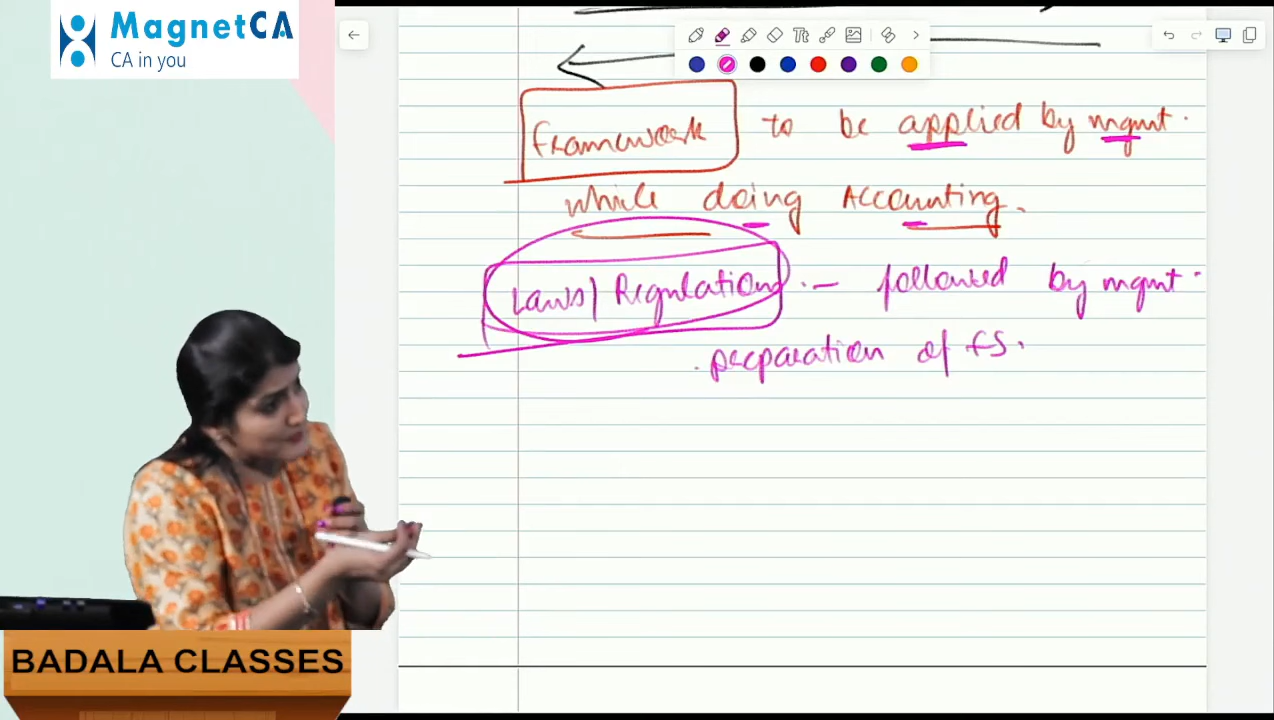 MagnetCA
CA in you
Framework to be applied by mgmt.
while doing Accounting.
Laws/ Regulation. - followed by mgmt.
preparation of FS.
BADALA CLASSES